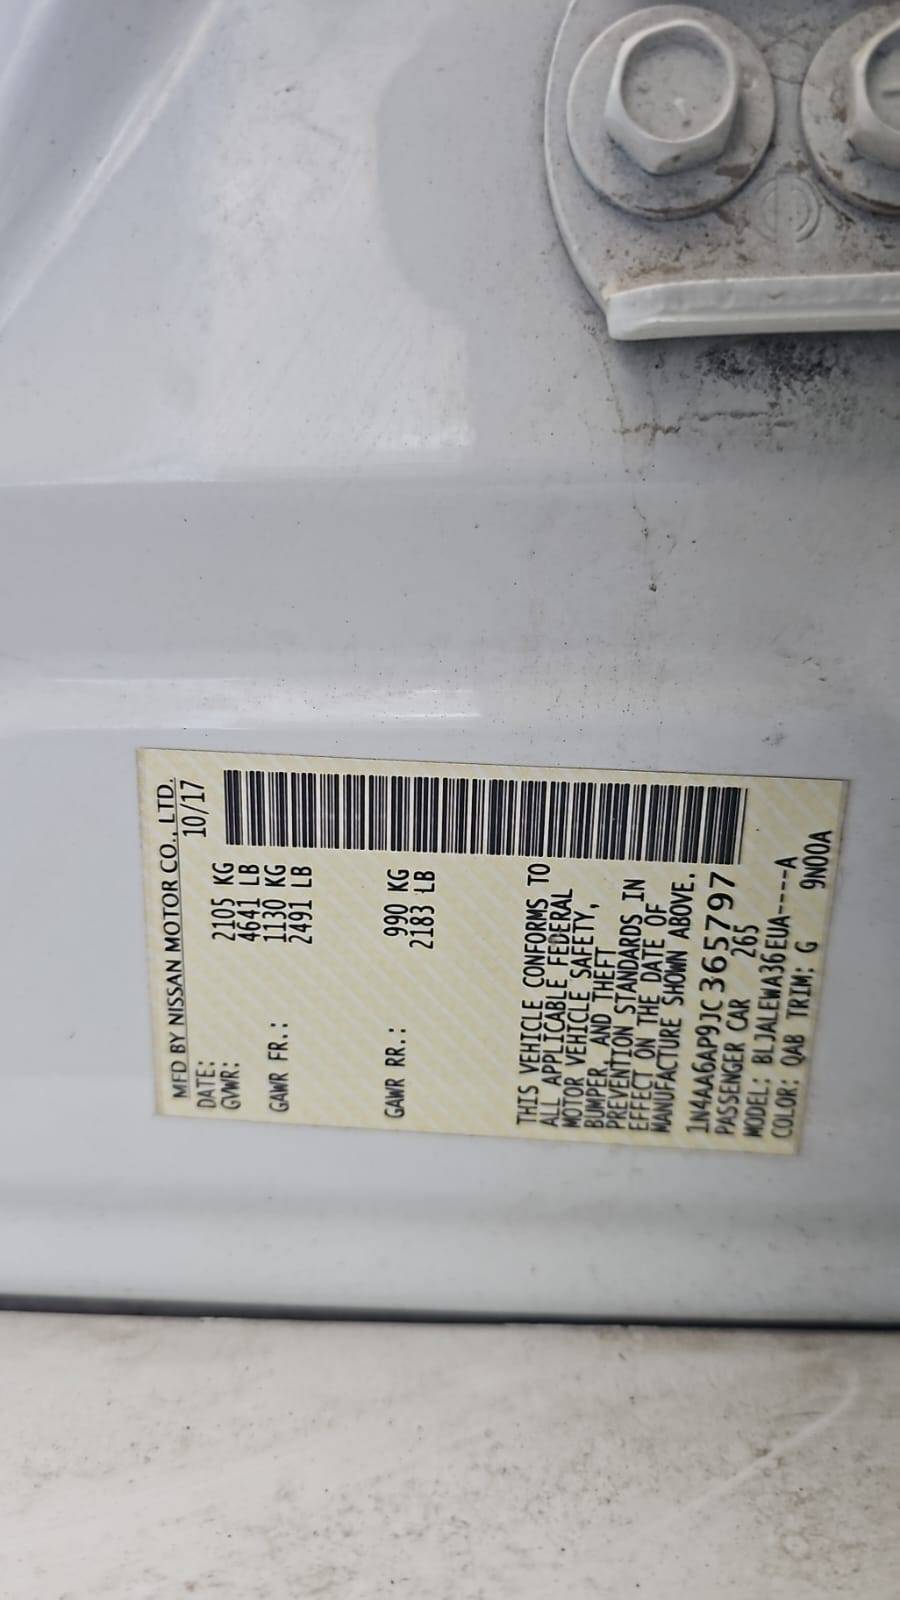 MFD BY NISSAN MOTOR CO., LTD.
DATE: 10/17
GVWR: 2105 KG
4641 LB
GAWR FR.: 1130 KG
2491 LB
GAWR RR.: 990 KG
2183 LB
THIS VEHICLE CONFORMS TO
ALL APPLICABLE FEDERAL
MOTOR VEHICLE SAFETY,
BUMPER, AND THEFT
PREVENTION STANDARDS IN
EFFECT ON THE DATE OF
MANUFACTURE SHOWN ABOVE.
1N4AA6AP9JC365797
PASSENGER CAR 265
MODEL: BLJALEWA36EUA----A
COLOR: QAB TRIM: G 9N00A